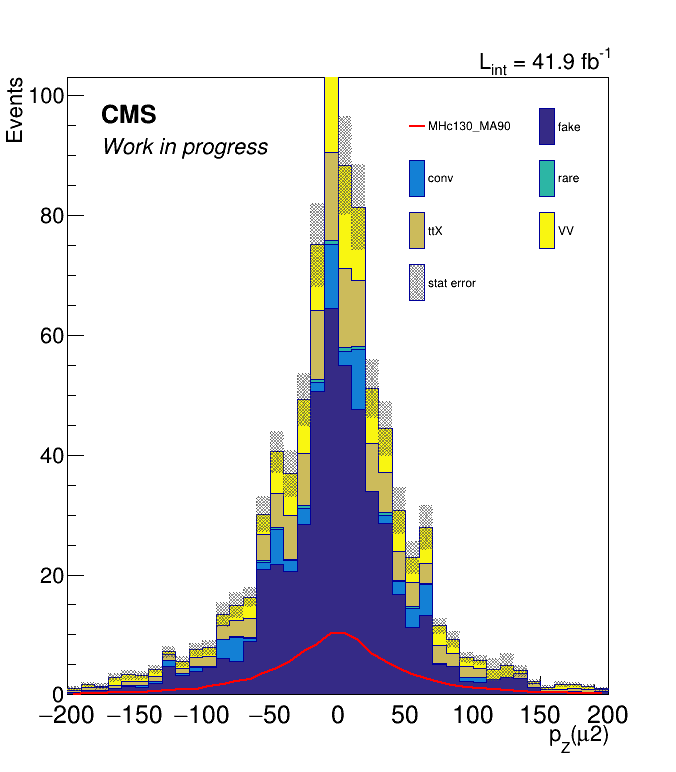 L_int = 41.9 fb^-1
Events
CMS
Work in progress
MHc130_MA90
fake
conv
rare
ttX
VV
stat error
100
80
60
40
20
0
−200 −150 −100 −50 0 50 100 150 200
p_Z(μ2)